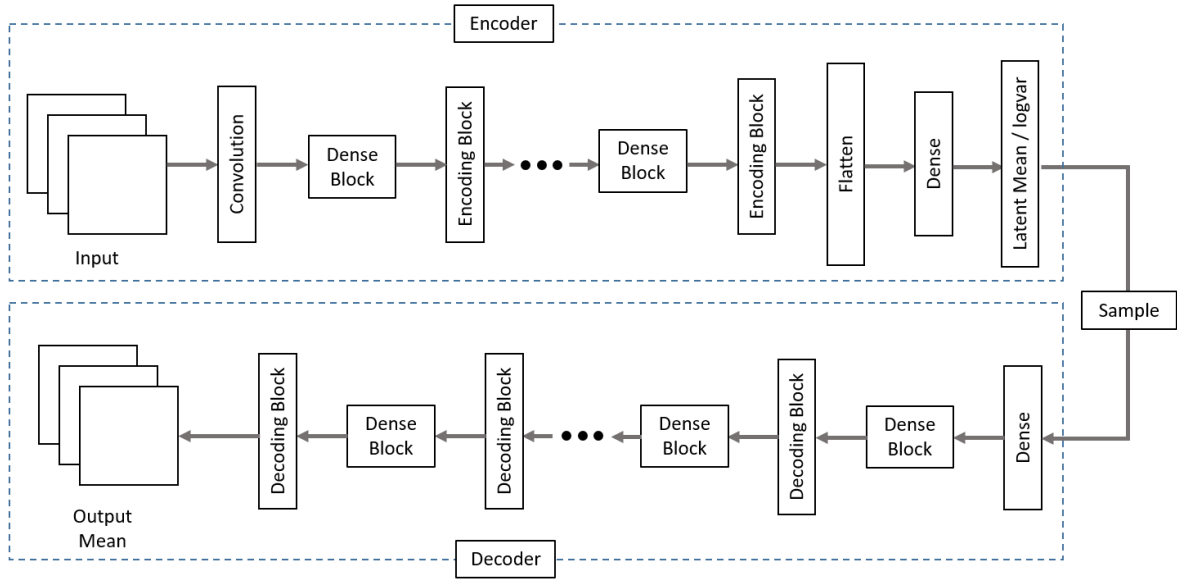 Encoder
Input
Convolution
Dense
Block
Encoding Block
Dense
Block
Encoding Block
Flatten
Dense
Latent Mean / logvar
Sample
Dense
Dense
Block
Decoding Block
Dense
Block
Decoding Block
Dense
Block
Decoding Block
Output
Mean
Decoder